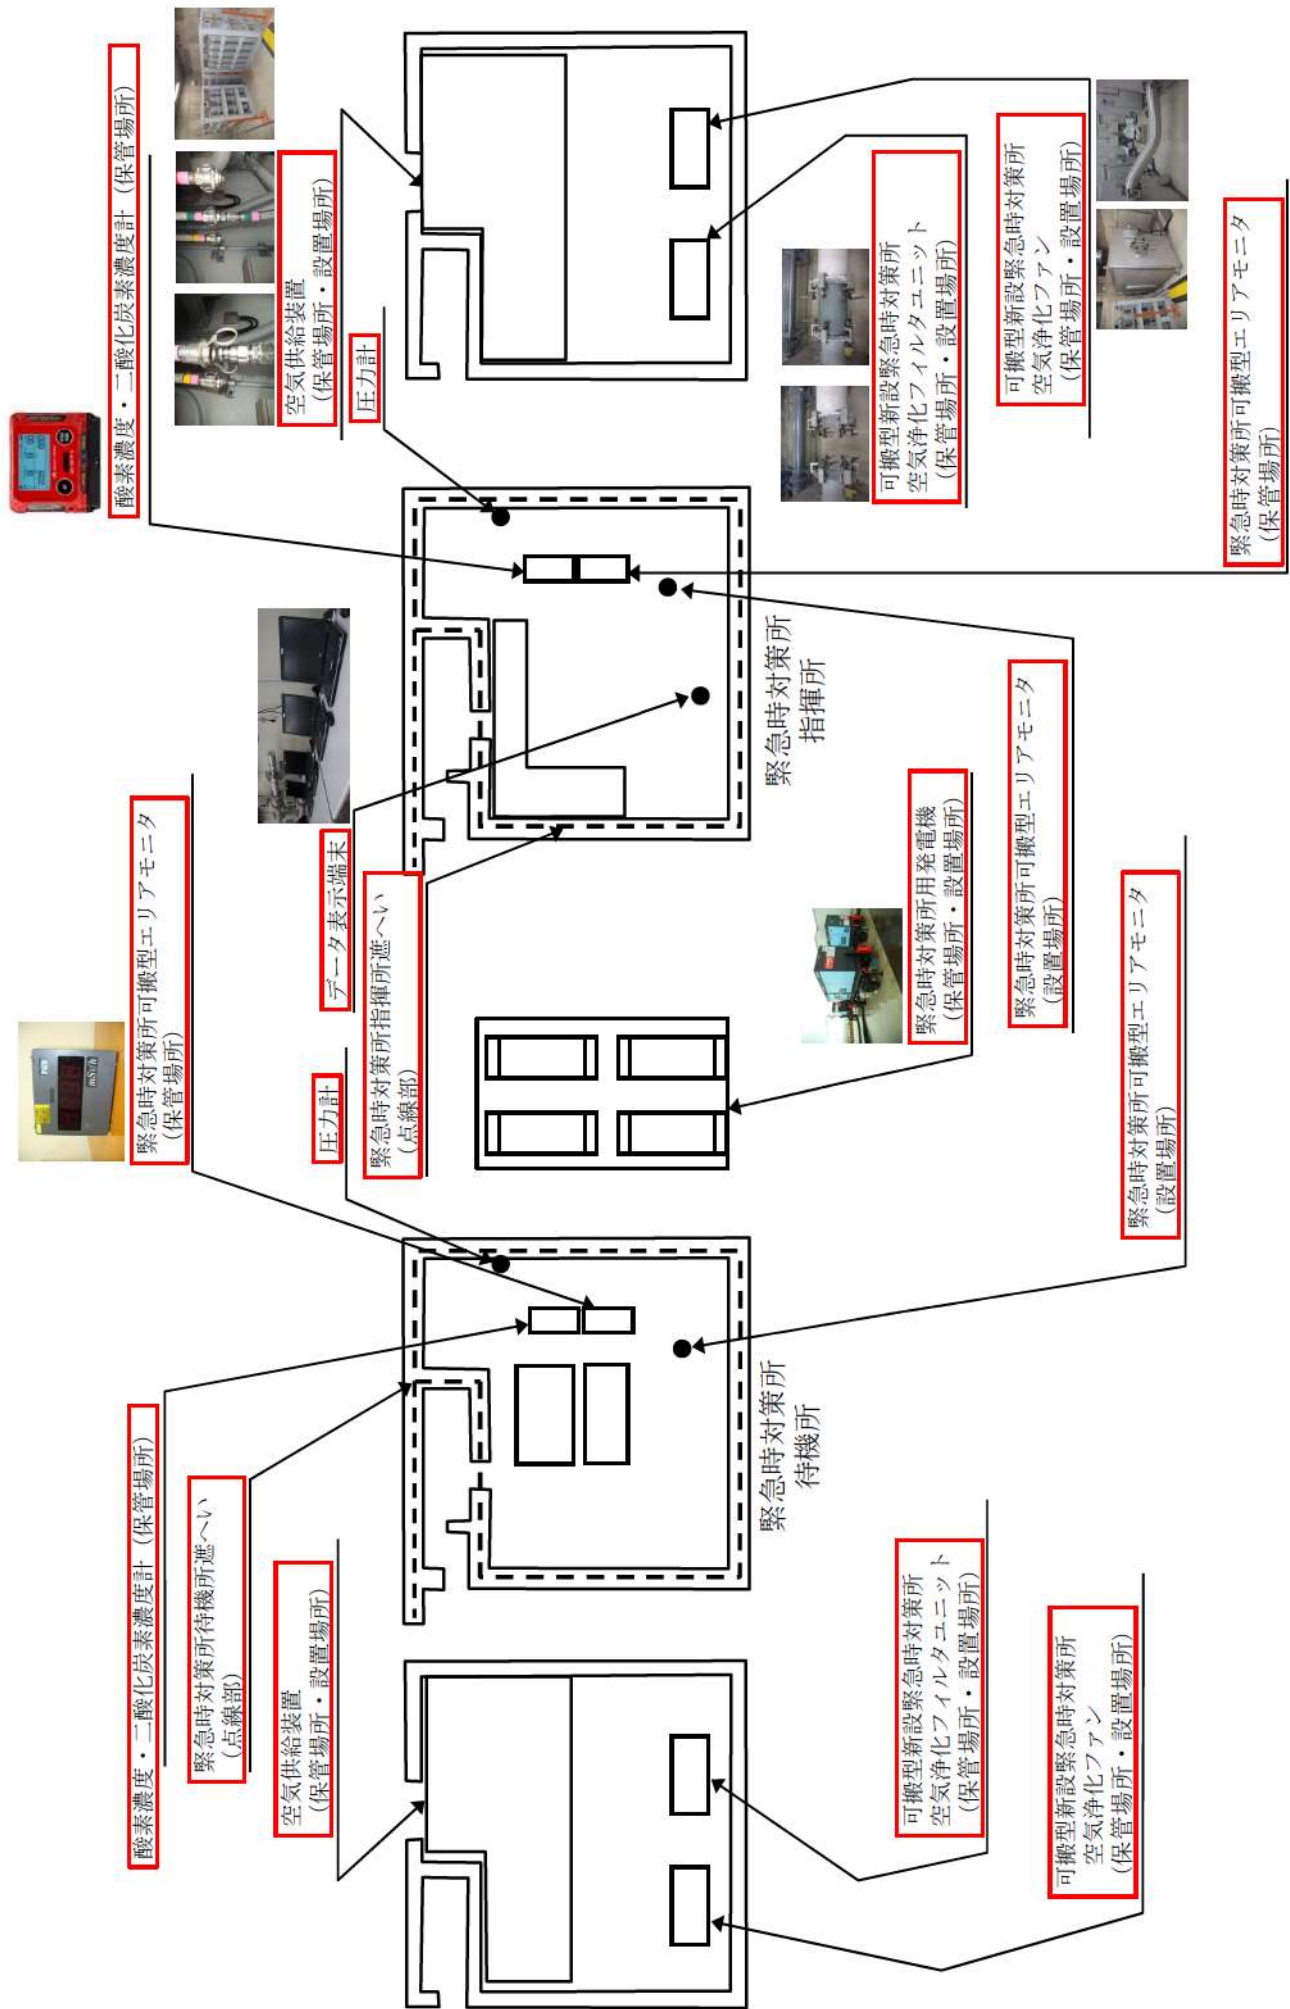 酸素濃度・二酸化炭素濃度計（保管場所）
緊急時対策所待機所遮へい
（点線部）
空気供給装置
（保管場所・設置場所）
緊急時対策所可搬型エリアモニタ
（保管場所）
圧力計
緊急時対策所指揮所遮へい
（点線部）
データ表示端末
酸素濃度・二酸化炭素濃度計（保管場所）
空気供給装置
（保管場所・設置場所）
圧力計
緊急時対策所
待機所
緊急時対策所
指揮所
可搬型新設緊急時対策所
空気浄化フィルタユニット
（保管場所・設置場所）
可搬型新設緊急時対策所
空気浄化ファン
（保管場所・設置場所）
緊急時対策所用発電機
（保管場所・設置場所）
緊急時対策所可搬型エリアモニタ
（設置場所）
緊急時対策所可搬型エリアモニタ
（設置場所）
可搬型新設緊急時対策所
空気浄化フィルタユニット
（保管場所・設置場所）
可搬型新設緊急時対策所
空気浄化ファン
（保管場所・設置場所）
緊急時対策所可搬型エリアモニタ
（保管場所）